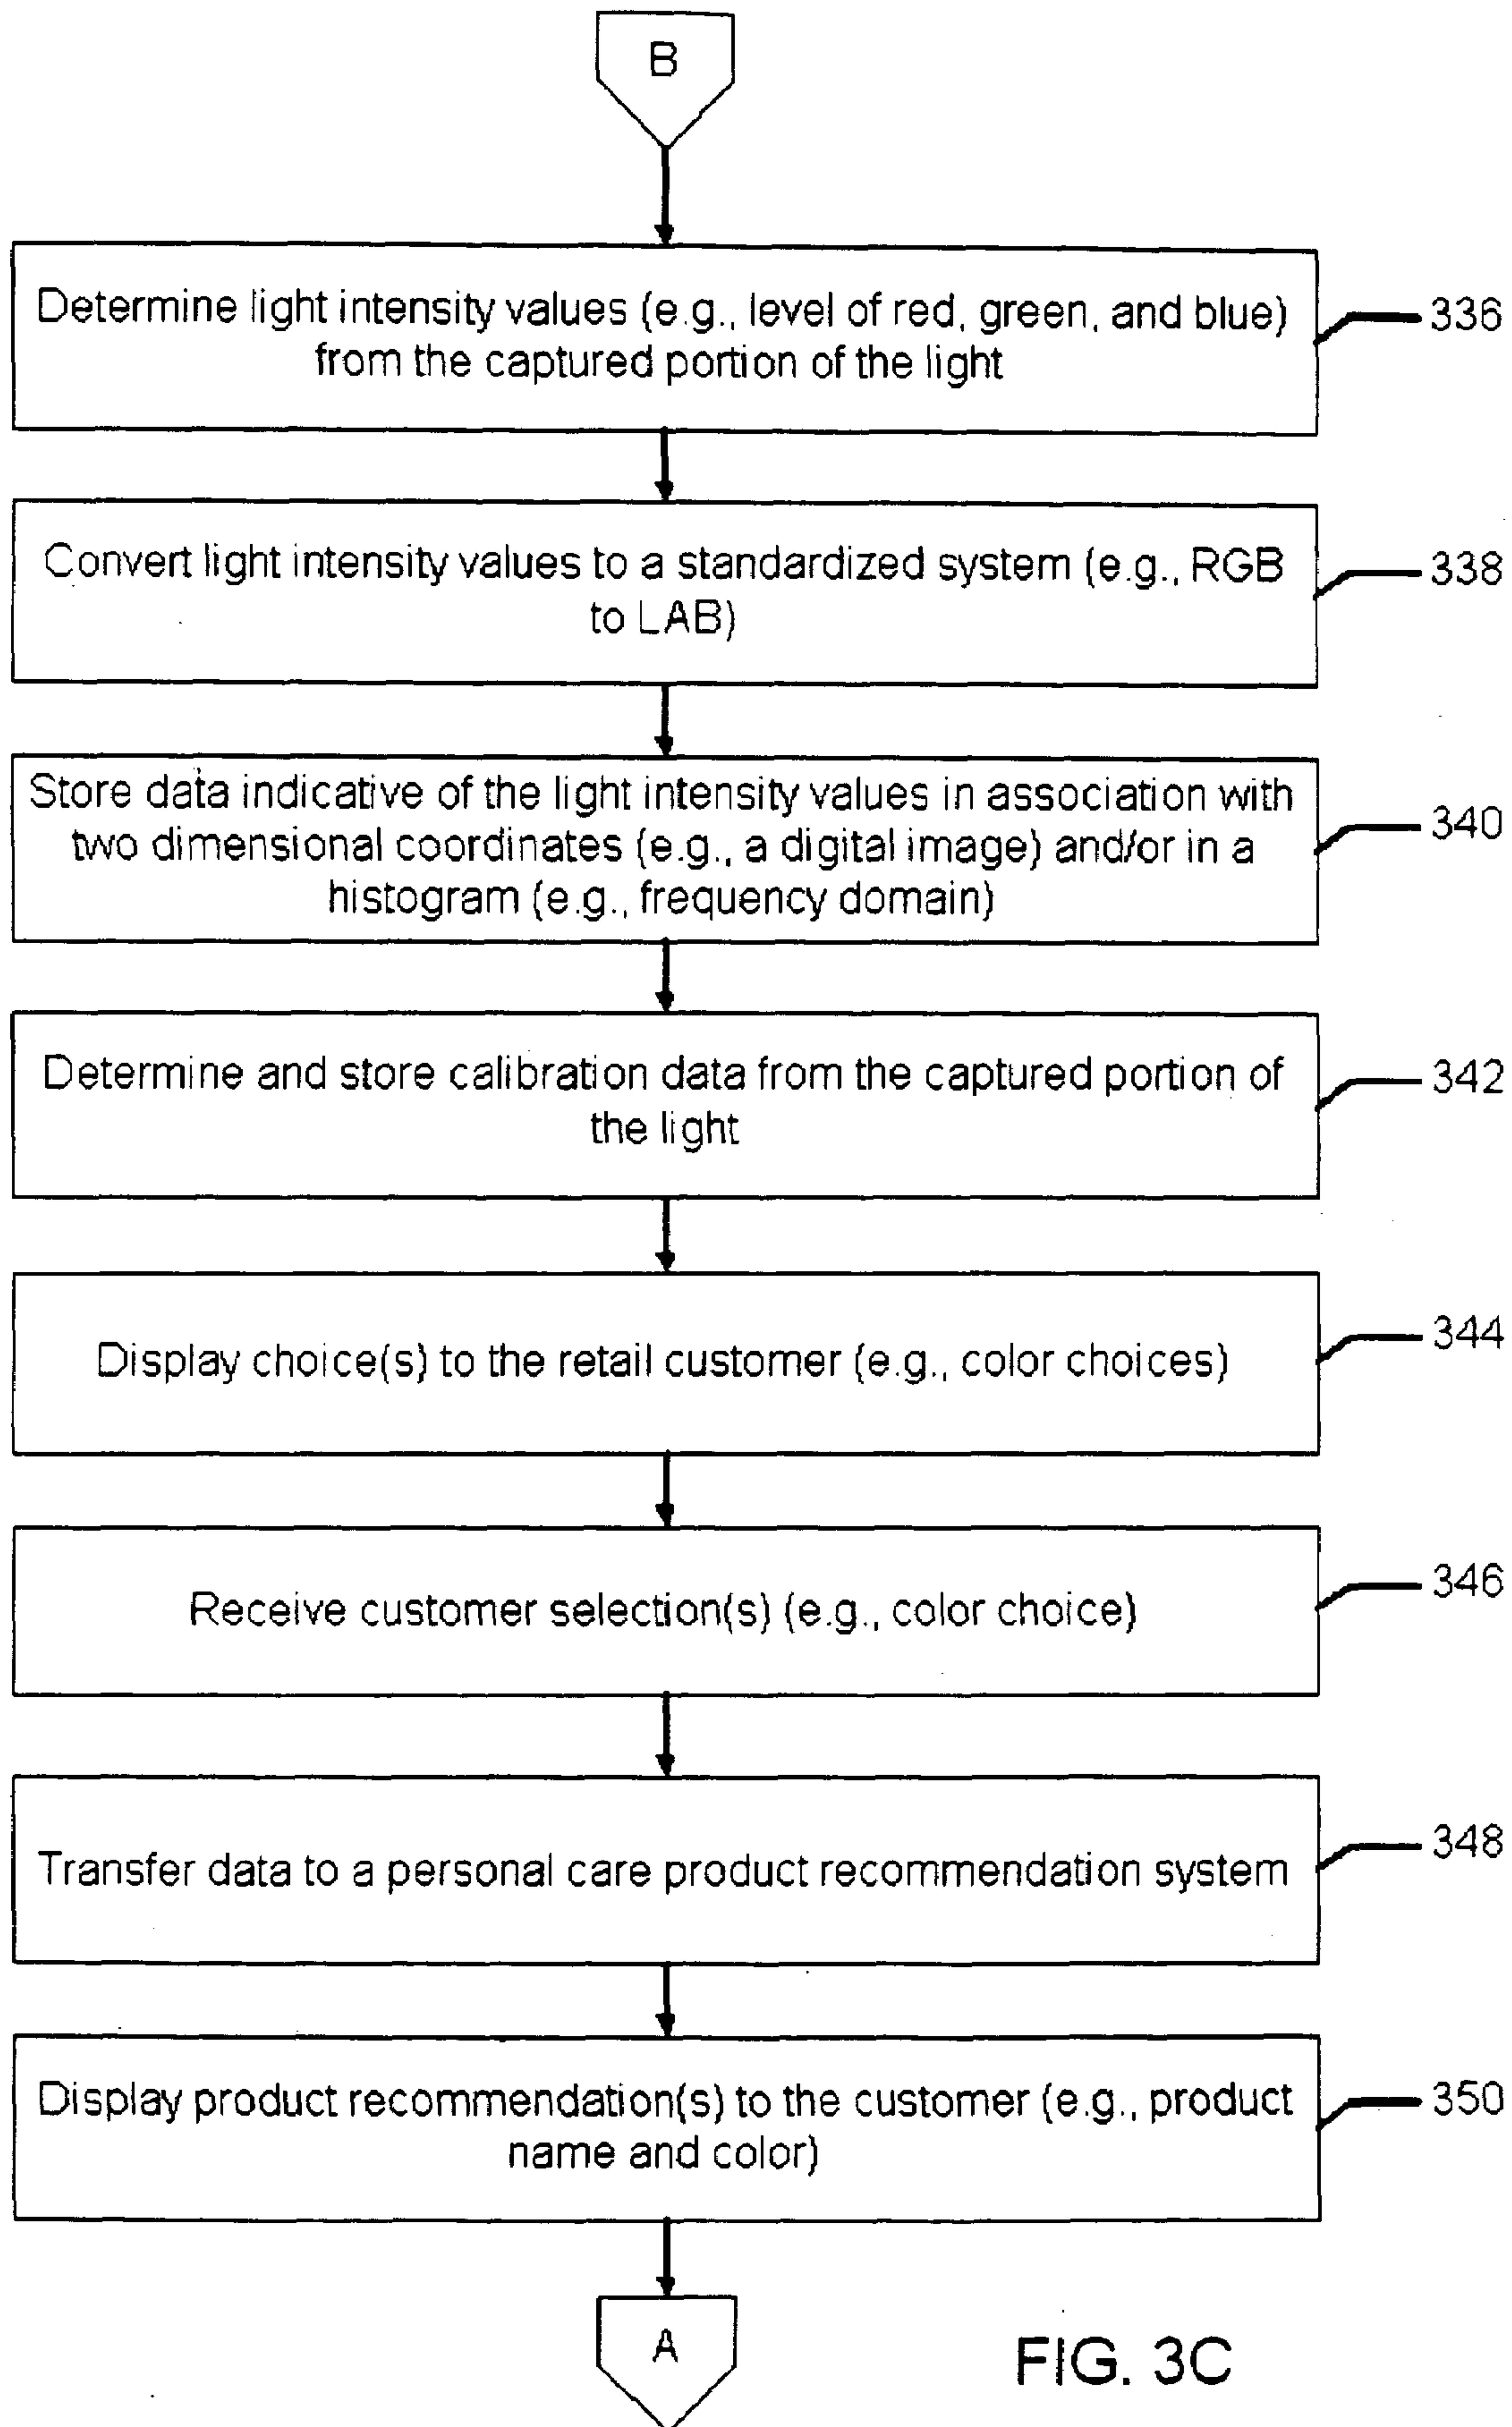 B
Determine light intensity values (e.g., level of red, green, and blue)
from the captured portion of the light
336
Convert light intensity values to a standardized system (e.g., RGB
to LAB)
338
Store data indicative of the light intensity values in association with
two dimensional coordinates (e.g., a digital image) and/or in a
histogram (e.g., frequency domain)
340
Determine and store calibration data from the captured portion of
the light
342
Display choice(s) to the retail customer (e.g., color choices)
344
Receive customer selection(s) (e.g., color choice)
346
Transfer data to a personal care product recommendation system
348
Display product recommendation(s) to the customer (e.g., product
name and color)
350
A
FIG. 3C